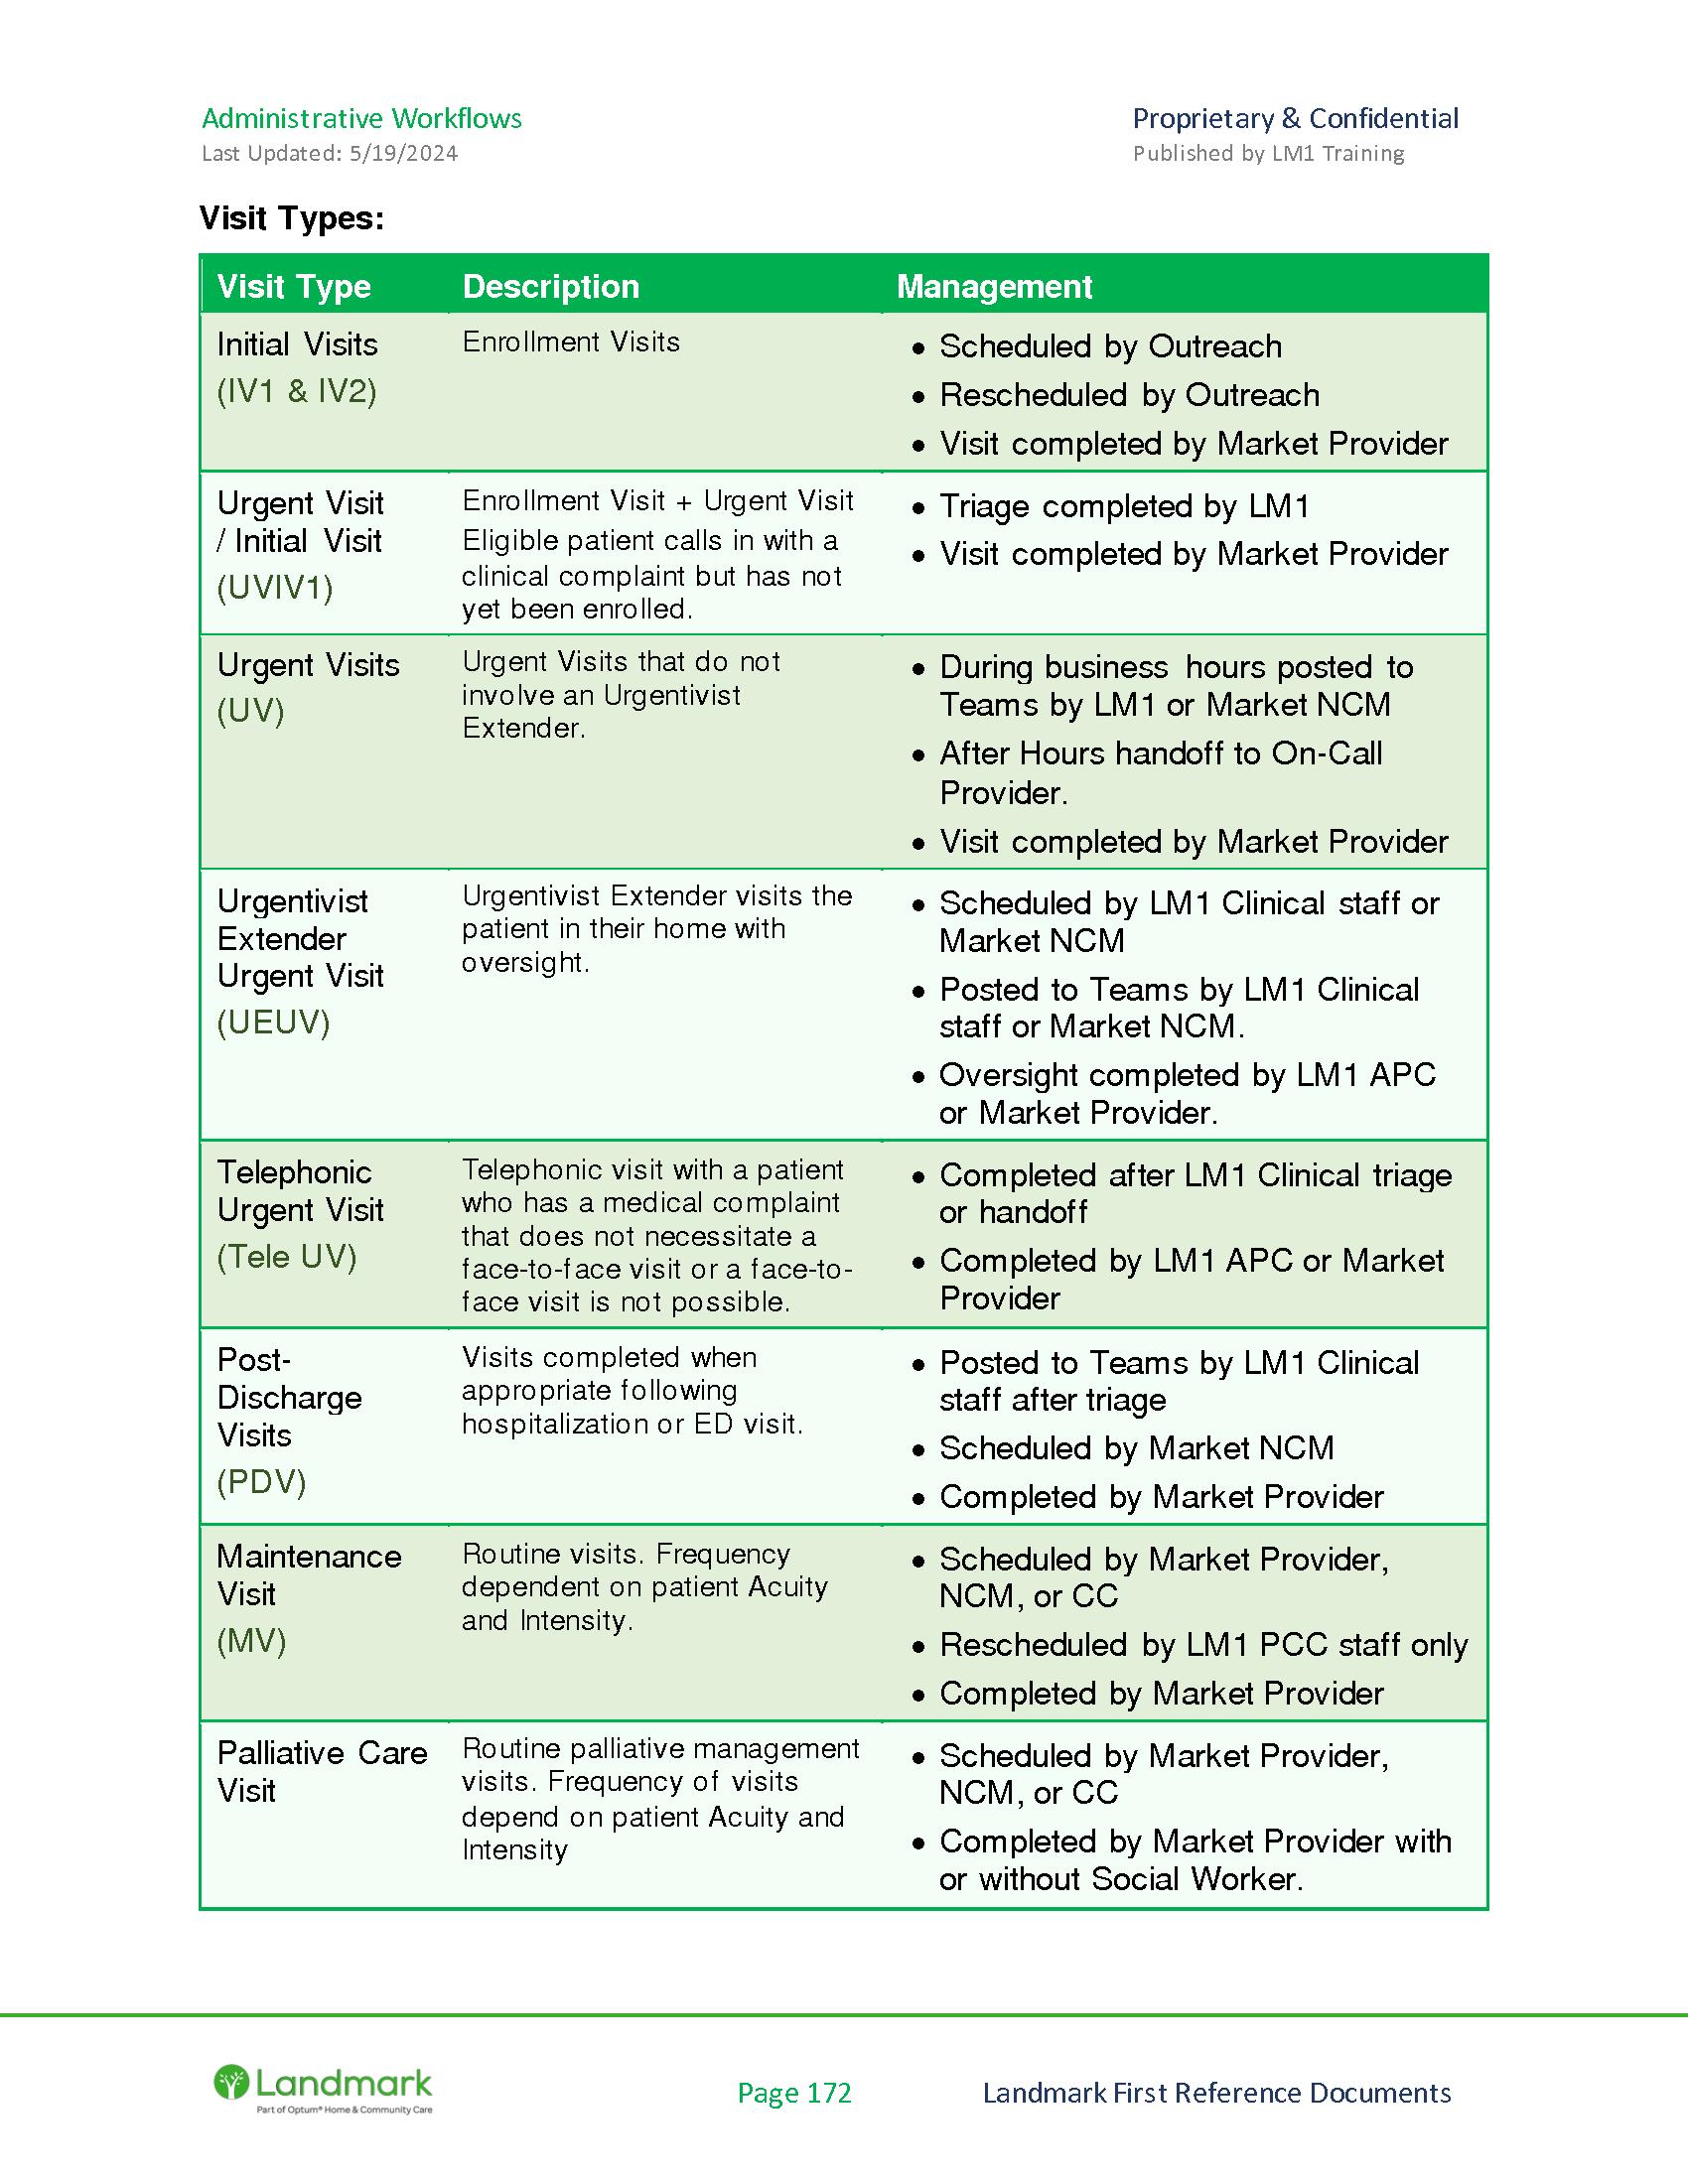 Administrative Workflows
Proprietary & Confidential
Last Updated: 5/19/2024
Published by LM1 Training
Visit Types:
Visit Type
Description
Management
Initial Visits
(IV1 & IV2)
Enrollment Visits
• Scheduled by Outreach
• Rescheduled by Outreach
• Visit completed by Market Provider
Urgent Visit
/ Initial Visit
(UVIV1)
Enrollment Visit + Urgent Visit
Eligible patient calls in with a
clinical complaint but has not
yet been enrolled.
• Triage completed by LM1
• Visit completed by Market Provider
Urgent Visits
(UV)
Urgent Visits that do not
involve an Urgentivist
Extender.
• During business hours posted to
Teams by LM1 or Market NCM
• After Hours handoff to On-Call
Provider.
• Visit completed by Market Provider
Urgentivist
Extender
Urgent Visit
(UEUV)
Urgentivist Extender visits the
patient in their home with
oversight.
• Scheduled by LM1 Clinical staff or
Market NCM
• Posted to Teams by LM1 Clinical
staff or Market NCM.
• Oversight completed by LM1 APC
or Market Provider.
Telephonic
Urgent Visit
(Tele UV)
Telephonic visit with a patient
who has a medical complaint
that does not necessitate a
face-to-face visit or a face-to-
face visit is not possible.
• Completed after LM1 Clinical triage
or handoff
• Completed by LM1 APC or Market
Provider
Post-
Discharge
Visits
(PDV)
Visits completed when
appropriate following
hospitalization or ED visit.
• Posted to Teams by LM1 Clinical
staff after triage
• Scheduled by Market NCM
• Completed by Market Provider
Maintenance
Visit
(MV)
Routine visits. Frequency
dependent on patient Acuity
and Intensity.
• Scheduled by Market Provider,
NCM, or CC
• Rescheduled by LM1 PCC staff only
• Completed by Market Provider
Palliative Care
Visit
Routine palliative management
visits. Frequency of visits
depend on patient Acuity and
Intensity
• Scheduled by Market Provider,
NCM, or CC
• Completed by Market Provider with
or without Social Worker.
Landmark
Part of Optum® Home & Community Care
Page 172
Landmark First Reference Documents